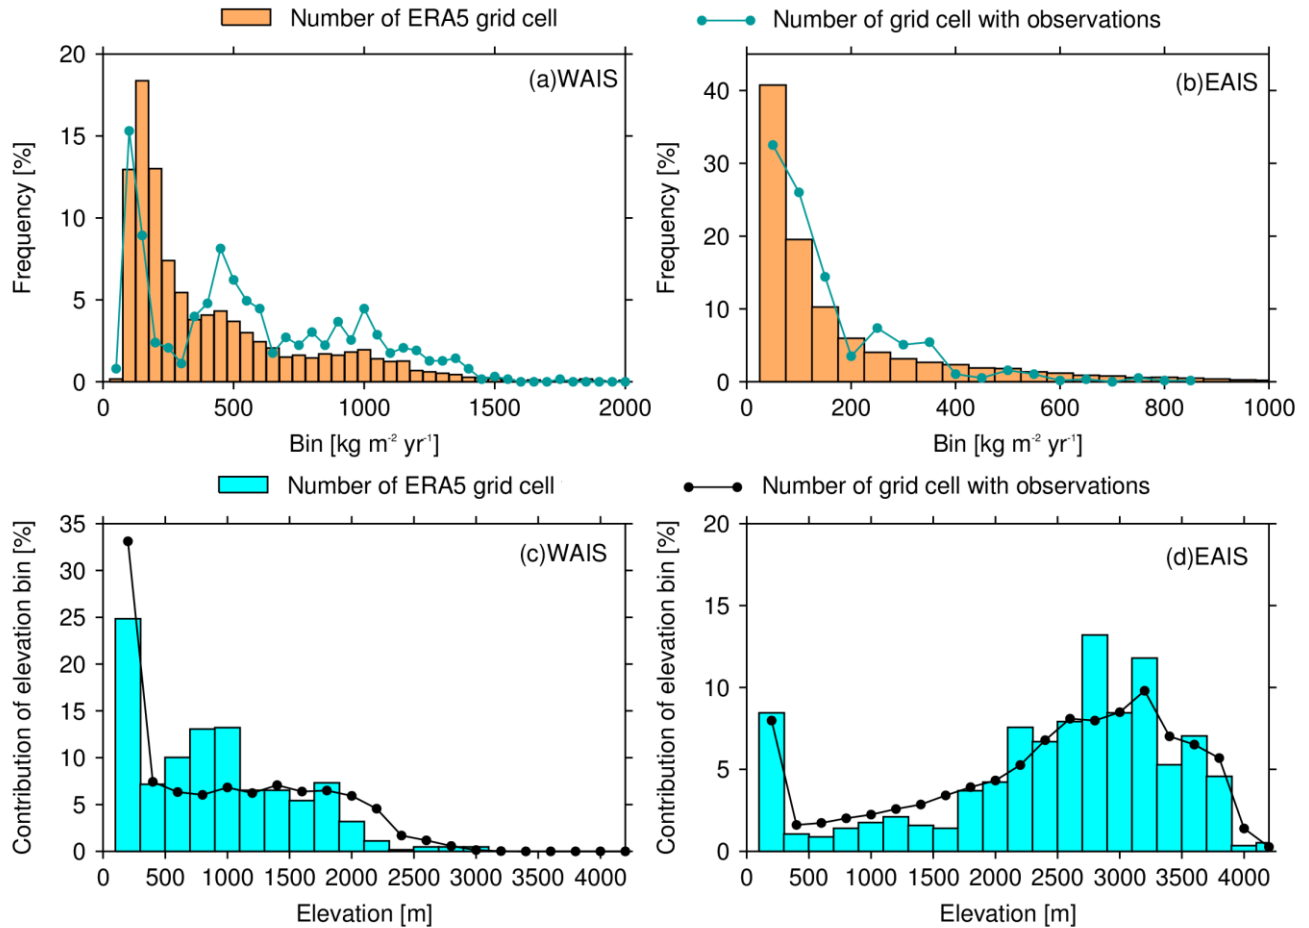 Number of ERA5 grid cell
Number of grid cell with observations
(a)WAIS
Frequency [%]
20
15
10
5
0
0 500 1000 1500 2000
Bin [kg m⁻² yr⁻¹]
(b)EAIS
Frequency [%]
40
30
20
10
0
0 200 400 600 800 1000
Bin [kg m⁻² yr⁻¹]
Number of ERA5 grid cell
Number of grid cell with observations
(c)WAIS
Contribution of elevation bin [%]
35
30
25
20
15
10
5
0
0 500 1000 1500 2000 2500 3000 3500 4000
Elevation [m]
(d)EAIS
Contribution of elevation bin [%]
20
15
10
5
0
0 500 1000 1500 2000 2500 3000 3500 4000
Elevation [m]